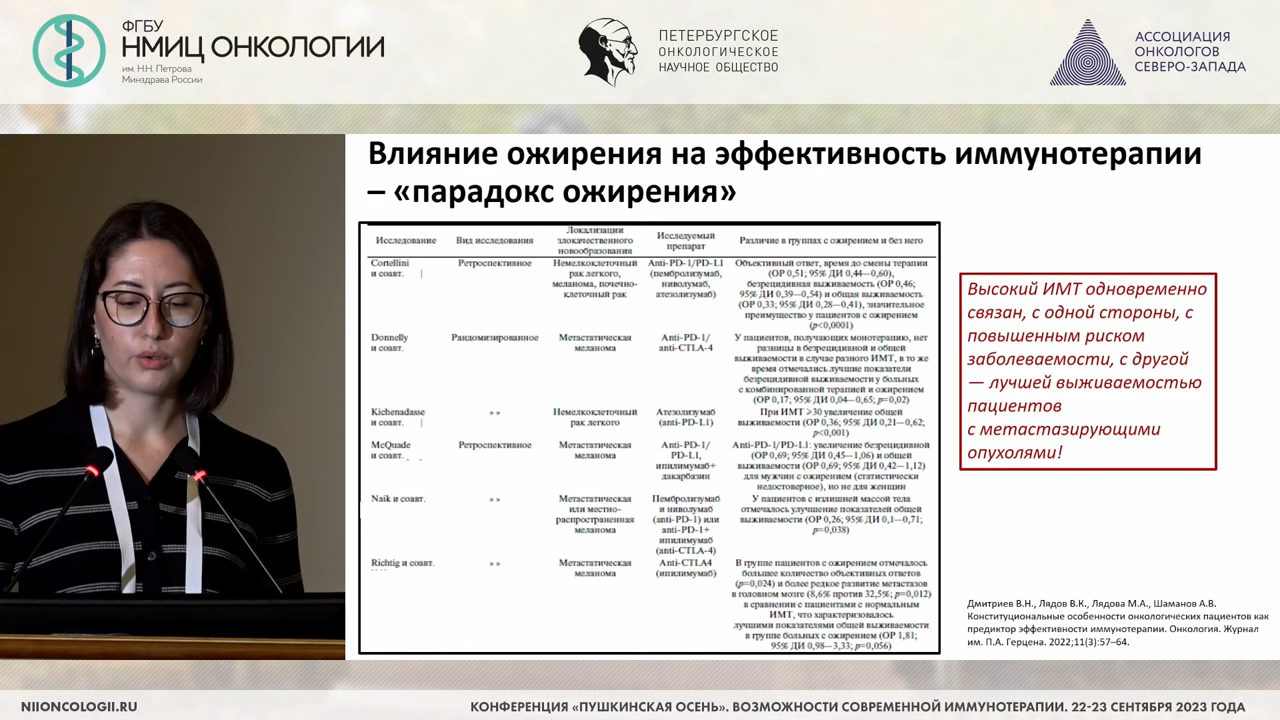 ФГБУ
НМИЦ ОНКОЛОГИИ
им. Н.Н. Петрова
Минздрава России
ПЕТЕРБУРГСКОЕ
ОНКОЛОГИЧЕСКОЕ
НАУЧНОЕ ОБЩЕСТВО
АССОЦИАЦИЯ
ОНКОЛОГОВ
СЕВЕРО-ЗАПАДА
Влияние ожирения на эффективность иммунотерапии
– «парадокс ожирения»
Исследование
Вид исследования
Локализации
злокачественного
новообразования
Исследуемый
препарат
Различие в группах с ожирением и без него
Cortellini
и соавт.
Ретроспективное
Немелкоклеточный
рак легкого,
меланома, почечно-
клеточный рак
Anti-PD-1/PD-L1
(пембролизумаб,
ниволумаб,
атезолизумаб)
Объективный ответ, время до смены терапии
(ОР 0,51; 95% ДИ 0,44—0,60),
безрецидивная выживаемость (ОР 0,46;
95% ДИ 0,39—0,54) и общая выживаемость
(ОР 0,33; 95% ДИ 0,28—0,41), значительное
преимущество у пациентов с ожирением
(p<0,0001)
Donnelly
и соавт.
Рандомизированное
Метастатическая
меланома
Anti-PD-1/
anti-CTLA-4
У пациентов, получающих монотерапию, нет
разницы в безрецидивной и общей
выживаемости в случае разного ИМТ, в то же
время отмечались лучшие показатели
безрецидивной выживаемости у больных
с комбинированной терапией и ожирением
(ОР 0,17; 95% ДИ 0,04—0,65; p=0,02)
Kichenadasse
и соавт.
» »
Немелкоклеточный
рак легкого
Атезолизумаб
(anti-PD-L1)
При ИМТ ≥30 увеличение общей
выживаемости (ОР 0,36; 95% ДИ 0,21—0,62;
p<0,001)
McQuade
и соавт.
Ретроспективное
Метастатическая
меланома
Anti-PD-1/
PD-L1,
ипилимумаб+
дакарбазин
Anti-PD-1/PD-L1: увеличение безрецидивной
(ОР 0,69; 95% ДИ 0,45—1,06) и общей
выживаемости (ОР 0,69; 95% ДИ 0,42—1,12)
для мужчин с ожирением (статистически
недостоверное), но не для женщин
Naik и соавт.
» »
Метастатическая
или местно-
распространенная
меланома
Пембролизумаб
и ниволумаб
(anti-PD-1) или
anti-PD-1+
ипилимумаб
(anti-CTLA-4)
У пациентов с излишней массой тела
отмечалось улучшение показателей общей
выживаемости (ОР 0,26; 95% ДИ 0,1—0,71;
p=0,038)
Richtig и соавт.
» »
Метастатическая
меланома
Anti-CTLA4
(ипилимумаб)
В группе пациентов с ожирением отмечалось
большее количество объективных ответов
(p=0,024) и более редкое развитие метастазов
в головном мозге (8,6% против 32,5%; p=0,012)
в сравнении с пациентами с нормальным
ИМТ, что характеризовалось
лучшими показателями общей выживаемости
в группе больных с ожирением (ОР 1,81;
95% ДИ 0,98—3,33; p=0,056)
Высокий ИМТ одновременно
связан, с одной стороны, с
повышенным риском
заболеваемости, с другой
— лучшей выживаемостью
пациентов
с метастазирующими
опухолями!
Дмитриев В.Н., Лядов В.К., Лядова М.А., Шаманов А.В.
Конституциональные особенности онкологических пациентов как
предиктор эффективности иммунотерапии. Онкология. Журнал
им. П.А. Герцена. 2022;11(3):57–64.
NIIONCOLOGII.RU
КОНФЕРЕНЦИЯ «ПУШКИНСКАЯ ОСЕНЬ». ВОЗМОЖНОСТИ СОВРЕМЕННОЙ ИММУНОТЕРАПИИ. 22-23 СЕНТЯБРЯ 2023 ГОДА